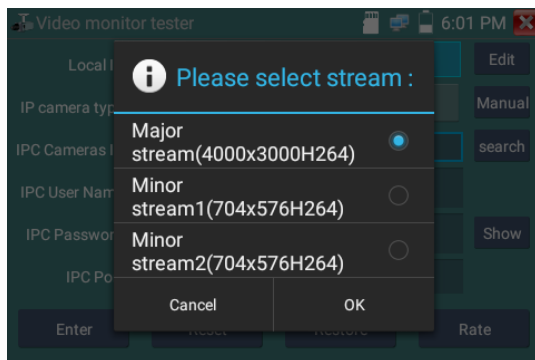 Video monitor tester
6:01 PM
Local I
Edit
Please select stream :
IP camera typ
Manual
Major
stream(4000x3000H264)
IPC Cameras I
search
Minor
stream1(704x576H264)
IPC User Nam
Minor
stream2(704x576H264)
IPC Passwor
Show
IPC Po
Cancel
OK
Enter
Reset
Restore
Rate